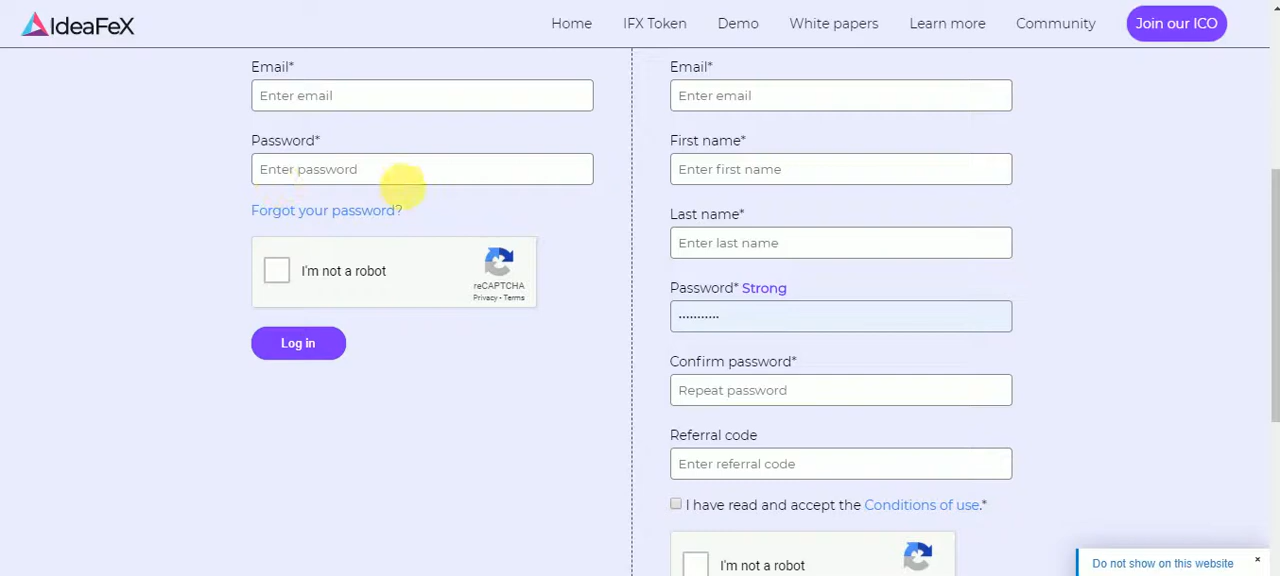 IdeaFeX
Home IFX Token Demo White papers Learn more Community Join our ICO
Email*
Enter email
Password*
Enter password
Forgot your password?
I'm not a robot
reCAPTCHA
Privacy • Terms
Log in
Email*
Enter email
First name*
Enter first name
Last name*
Enter last name
Password* Strong
•••••••••••
Confirm password*
Repeat password
Referral code
Enter referral code
I have read and accept the Conditions of use.*
I'm not a robot
Do not show on this website ×